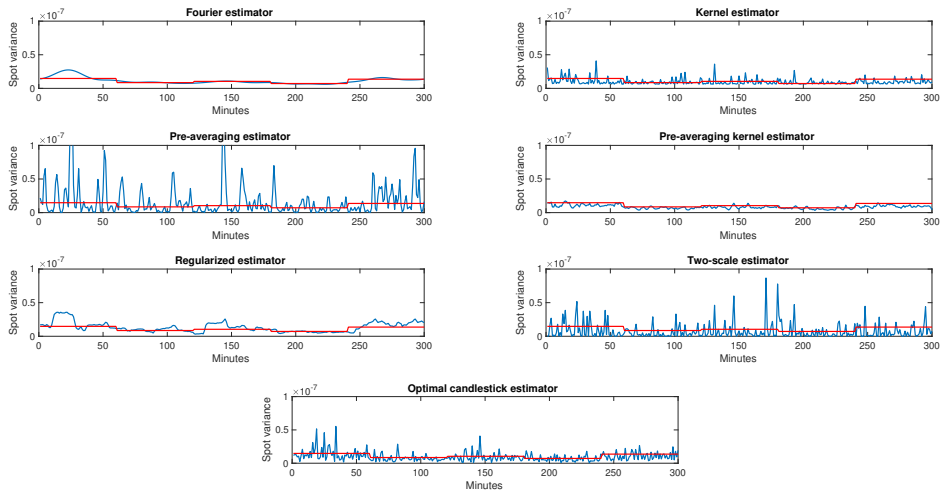 Fourier estimator
×10^-7
Spot variance
1
0.5
0
0 50 100 150 200 250 300
Minutes
Kernel estimator
×10^-7
Spot variance
1
0.5
0
0 50 100 150 200 250 300
Minutes
Pre-averaging estimator
×10^-7
Spot variance
1
0.5
0
0 50 100 150 200 250 300
Minutes
Pre-averaging kernel estimator
×10^-7
Spot variance
1
0.5
0
0 50 100 150 200 250 300
Minutes
Regularized estimator
×10^-7
Spot variance
1
0.5
0
0 50 100 150 200 250 300
Minutes
Two-scale estimator
×10^-7
Spot variance
1
0.5
0
0 50 100 150 200 250 300
Minutes
Optimal candlestick estimator
×10^-7
Spot variance
1
0.5
0
0 50 100 150 200 250 300
Minutes